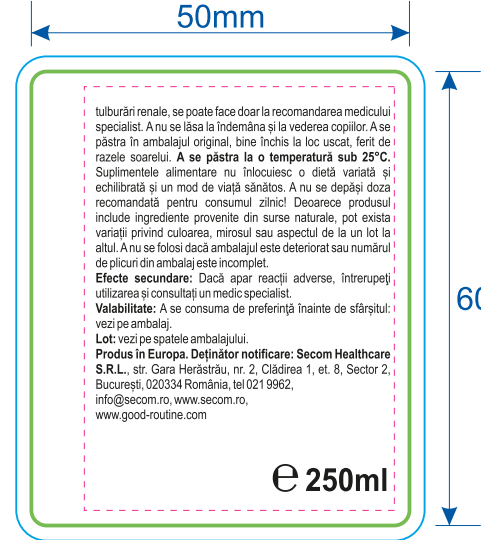 50mm
tulburări renale, se poate face doar la recomandarea medicului
specialist. A nu se lăsa la îndemâna și la vederea copiilor. A se
păstra în ambalajul original, bine închis la loc uscat, ferit de
razele soarelui. A se păstra la o temperatură sub 25°C.
Suplimentele alimentare nu înlocuiesc o dietă variată și
echilibrată și un mod de viață sănătos. A nu se depăși doza
recomandată pentru consumul zilnic! Deoarece produsul
include ingrediente provenite din surse naturale, pot exista
variații privind culoarea, mirosul sau aspectul de la un lot la
altul. A nu se folosi dacă ambalajul este deteriorat sau numărul
de plicuri din ambalaj este incomplet.
Efecte secundare: Dacă apar reacții adverse, întrerupeți
utilizarea și consultați un medic specialist.
Valabilitate: A se consuma de preferință înainte de sfârșitul:
vezi pe ambalaj.
Lot: vezi pe spatele ambalajului.
Produs în Europa. Deținător notificare: Secom Healthcare
S.R.L., str. Gara Herăstrău, nr. 2, Clădirea 1, et. 8, Sector 2,
București, 020334 România, tel 021 9962,
info@secom.ro, www.secom.ro,
www.good-routine.com
℮ 250ml
60